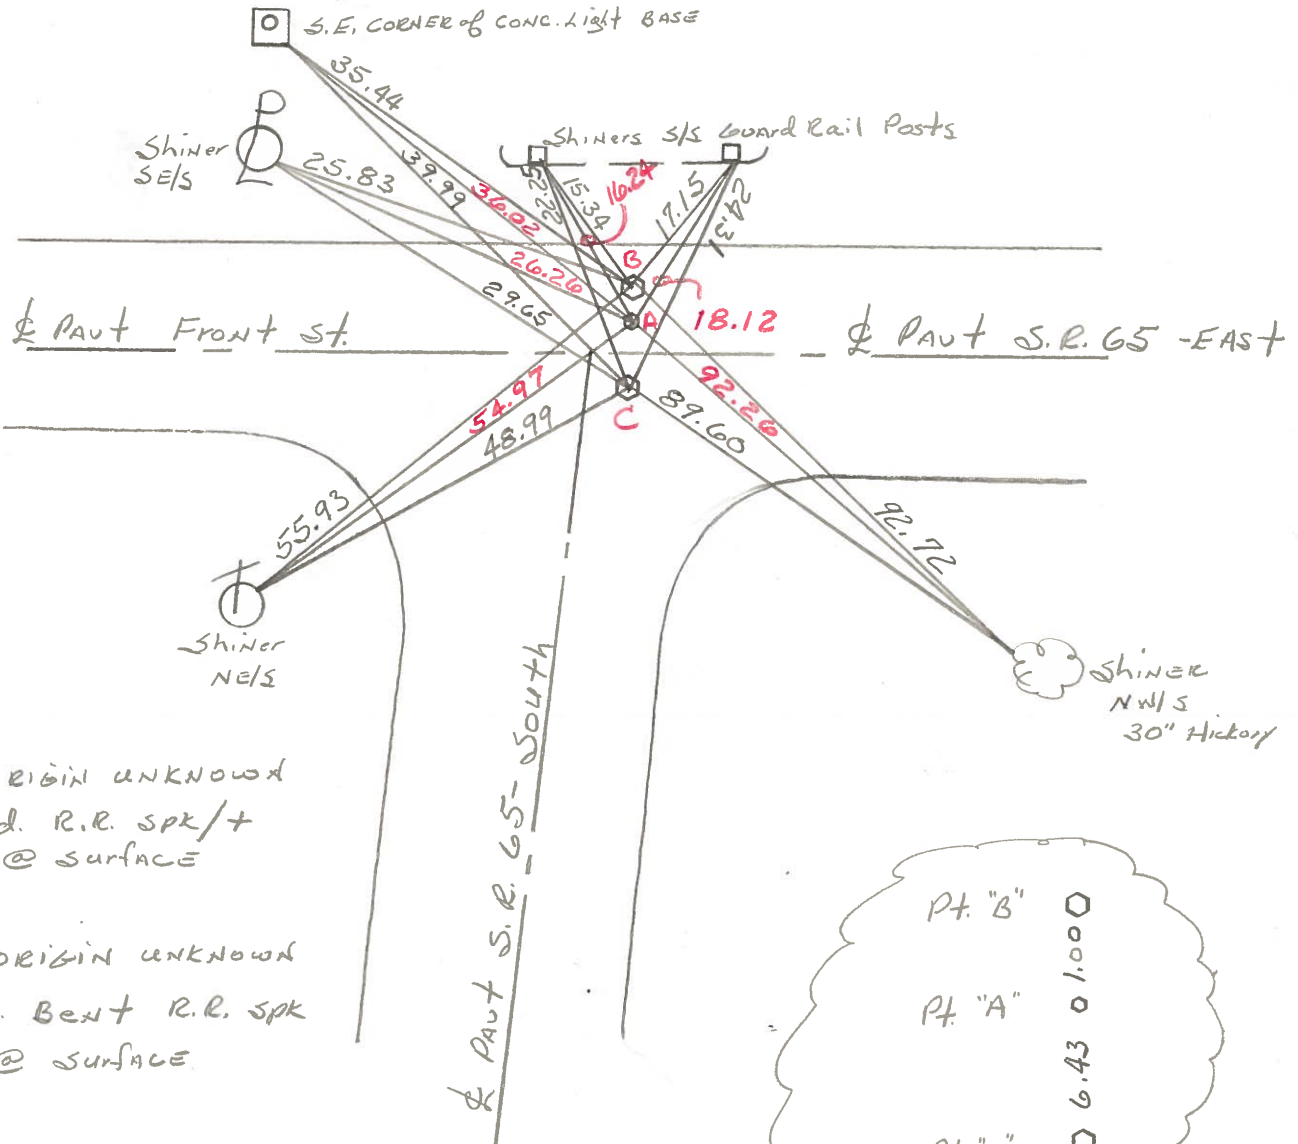 S.E. CORNER of CONC. Light BASE
35.44
Shiner
SE/S
25.83
39.99
36.02
26.26
29.65
Shiners S/S Guard Rail Posts
52.22
15.34
16.24
17.15
24.31
B
A
18.12
℄ PAVt Front St.
℄ PAVt S.R. 65 - EASt
C
54.97
48.99
55.93
92.26
89.60
92.72
Shiner
NE/S
SHINER
NW/S
30" Hickory
℄ PAVt S.R. 65 - South
RIGIN UNKNOWN
d. R.R. Spk/+
@ SurfACE
ORIGIN UNKNOWN
. BeNt R.R. Spk
@ SurfACE
Pt. "B"
1.00
Pt. "A"
6.43